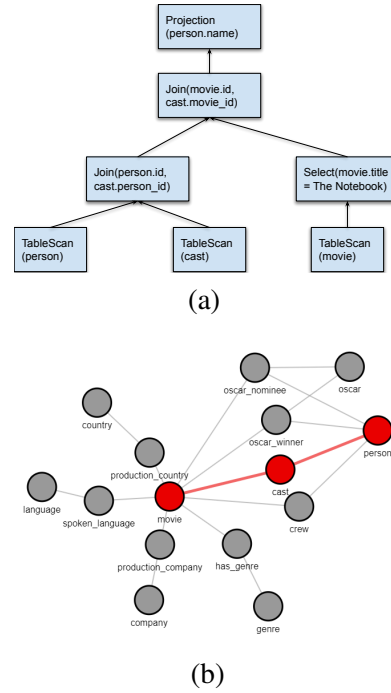 Projection
(person.name)
Join(movie.id,
cast.movie_id)
Join(person.id,
cast.person_id)
Select(movie.title
= The Notebook)
TableScan
(person)
TableScan
(cast)
TableScan
(movie)
(a)
oscar_nominee
oscar
country
oscar_winner
person
production_country
cast
language
spoken_language
movie
crew
production_company
has_genre
company
genre
(b)